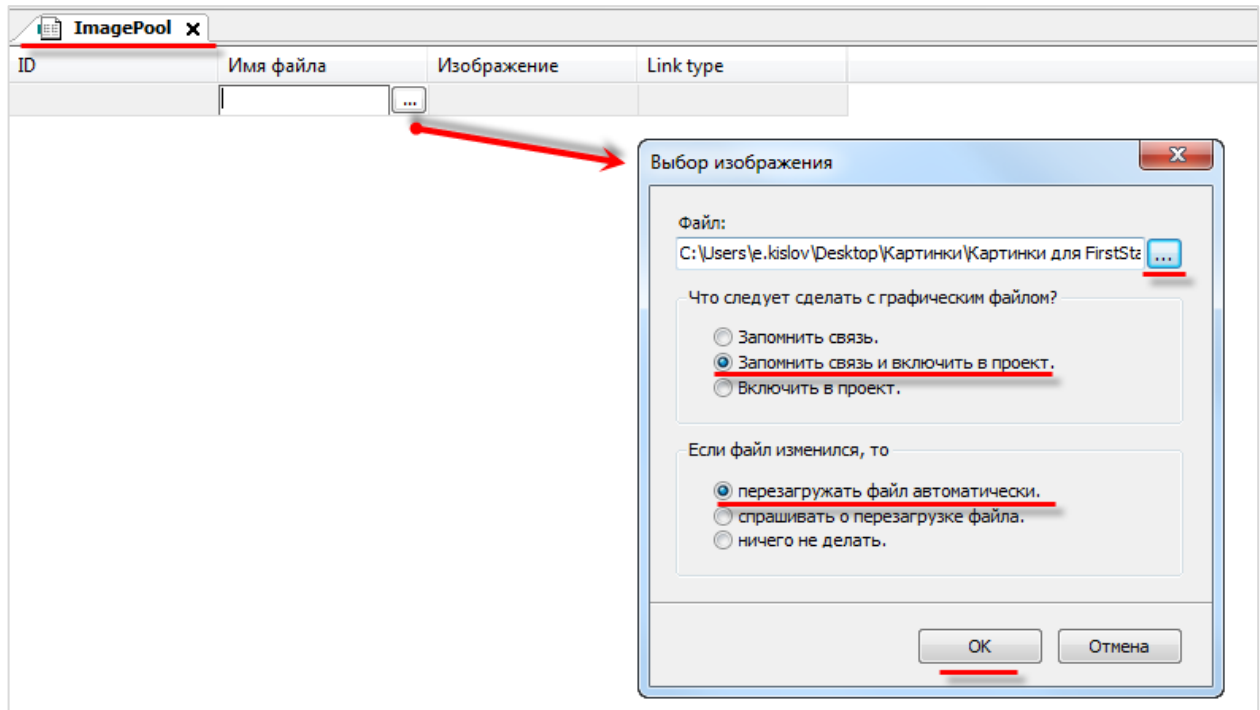 ImagePool x
ID Имя файла Изображение Link type
...
Выбор изображения
Файл:
C:\Users\e.kislov\Desktop\Картинки\Картинки для FirstSta ...
Что следует сделать с графическим файлом?
Запомнить связь.
Запомнить связь и включить в проект.
Включить в проект.
Если файл изменился, то
перезагружать файл автоматически.
спрашивать о перезагрузке файла.
ничего не делать.
OK Отмена